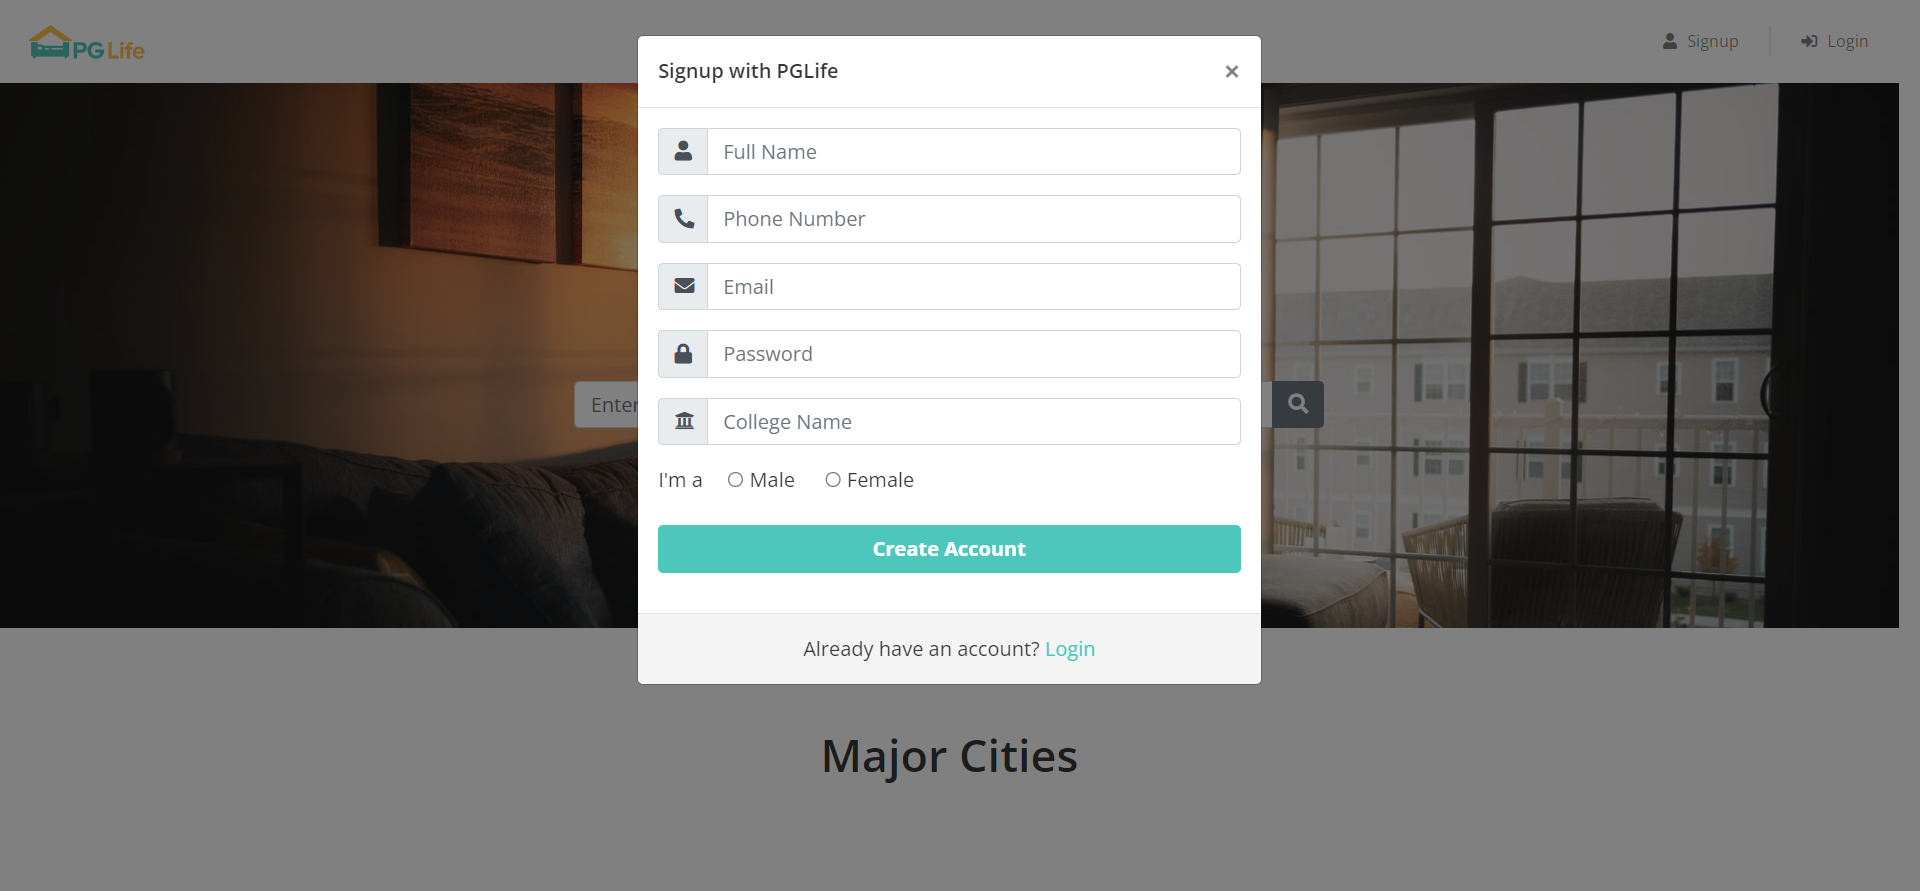 PG Life
Signup
Login
Signup with PGLife
×
Full Name
Phone Number
Email
Password
Enter
College Name
I'm a Male Female
Create Account
Already have an account? Login
Major Cities